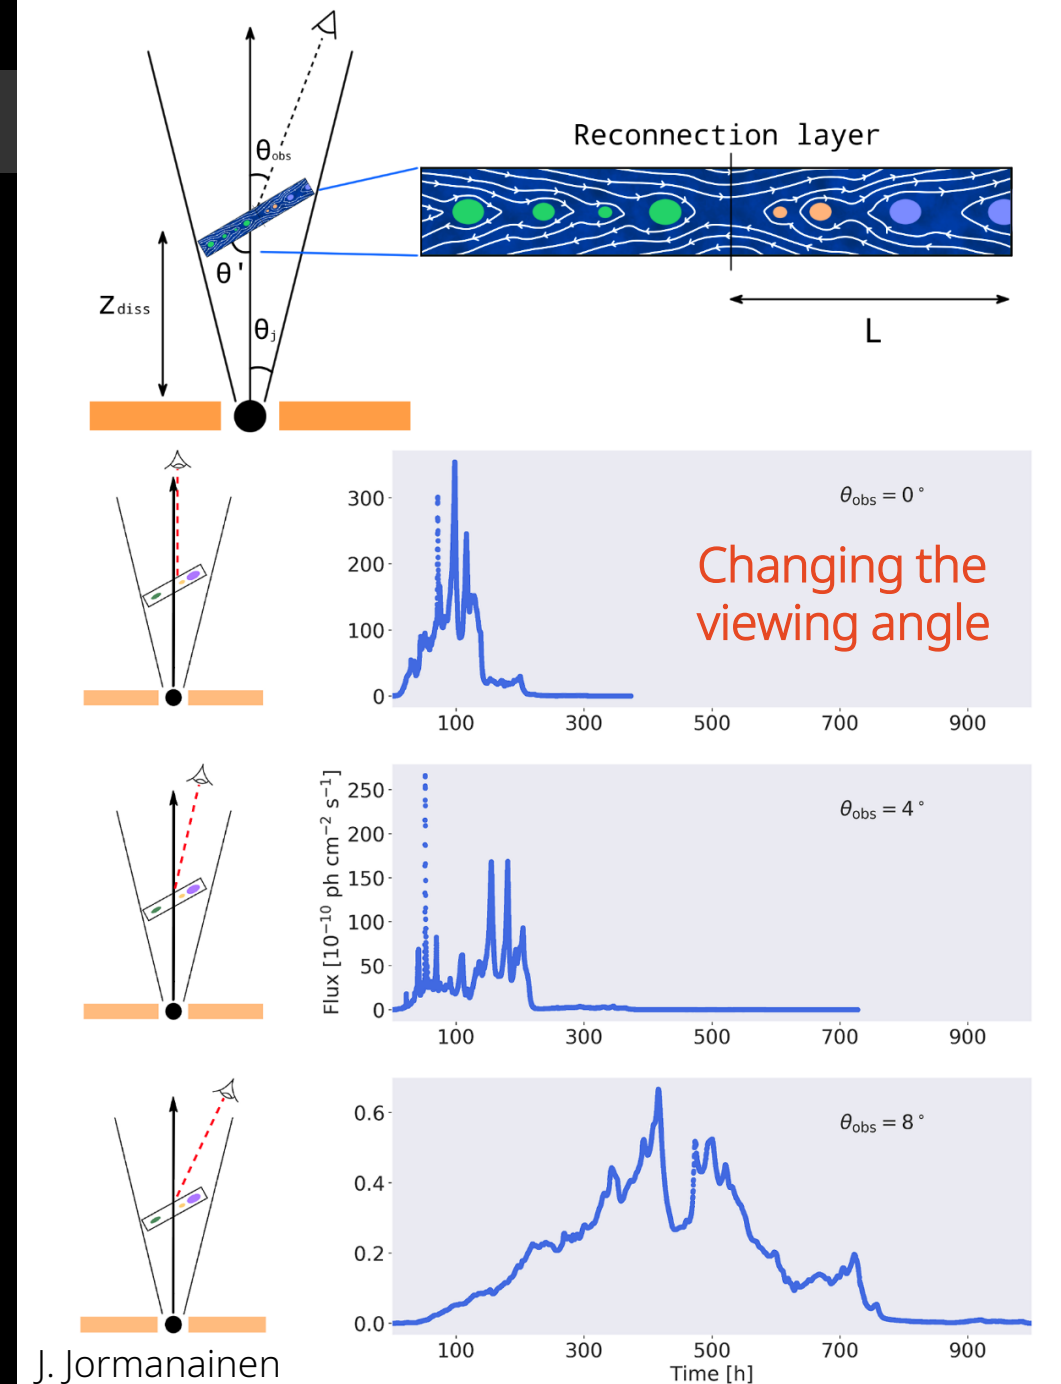 θobs
Reconnection layer
θ'
zdiss
θj
L
θobs = 0°
Changing the
viewing angle
300
200
100
0
100 300 500 700 900
Flux [10⁻¹⁰ ph cm⁻² s⁻¹]
θobs = 4°
250
200
150
100
50
0
100 300 500 700 900
θobs = 8°
0.6
0.4
0.2
0.0
100 300 500 700 900
Time [h]
J. Jormanainen